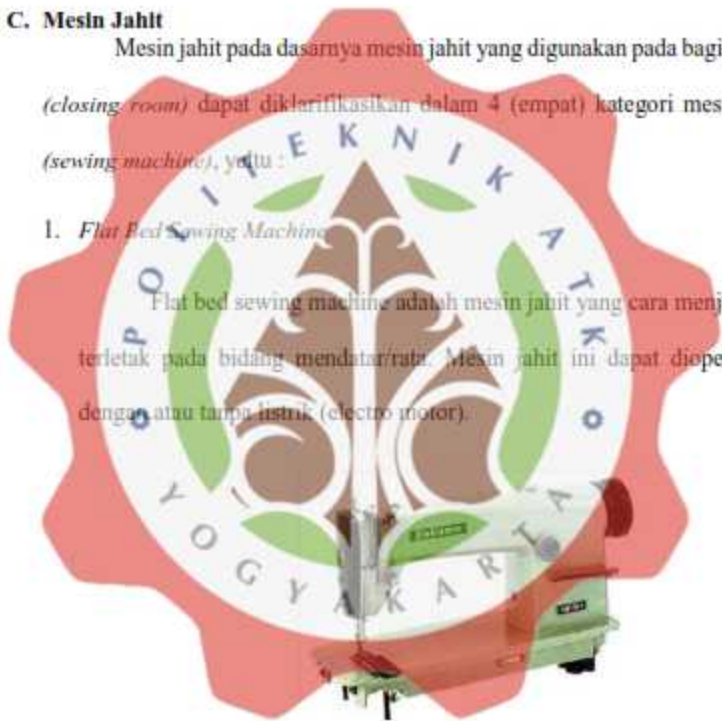 C. Mesin Jahit
Mesin jahit pada dasarnya mesin jahit yang digunakan pada bagi
(closing room) dapat diklarifikasikan dalam 4 (empat) kategori mes
(sewing machine), yaitu :
1. Flat Bed Sewing Machine
Flat bed sewing machine adalah mesin jahit yang cara menj
terletak pada bidang mendatar/rata. Mesin jahit ini dapat diope
dengan atau tanpa listrik (electro motor).
POLITEKNIK ATK
YOGYAKARTA